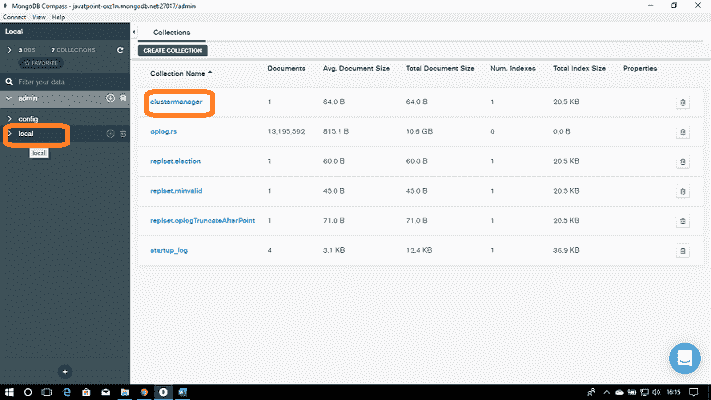 MongoDB Compass - javatpoint-oxz1n.mongodb.net:27017/admin
Connect View Help
Local
3 DBS 7 COLLECTIONS
FAVORITE
Filter your data
admin
config
local
local
Collections
CREATE COLLECTION
Collection Name Documents Avg. Document Size Total Document Size Num. Indexes Total Index Size Properties
clustermanager 1 64.0 B 64.0 B 1 20.5 KB
oplog.rs 13,195,592 815.1 B 10.8 GB 0 0.0 B
replset.election 1 60.0 B 60.0 B 1 20.5 KB
replset.minvalid 1 45.0 B 45.0 B 1 20.5 KB
replset.oplogTruncateAfterPoint 1 71.0 B 71.0 B 1 20.5 KB
startup_log 4 3.1 KB 12.4 KB 1 36.9 KB
16:15